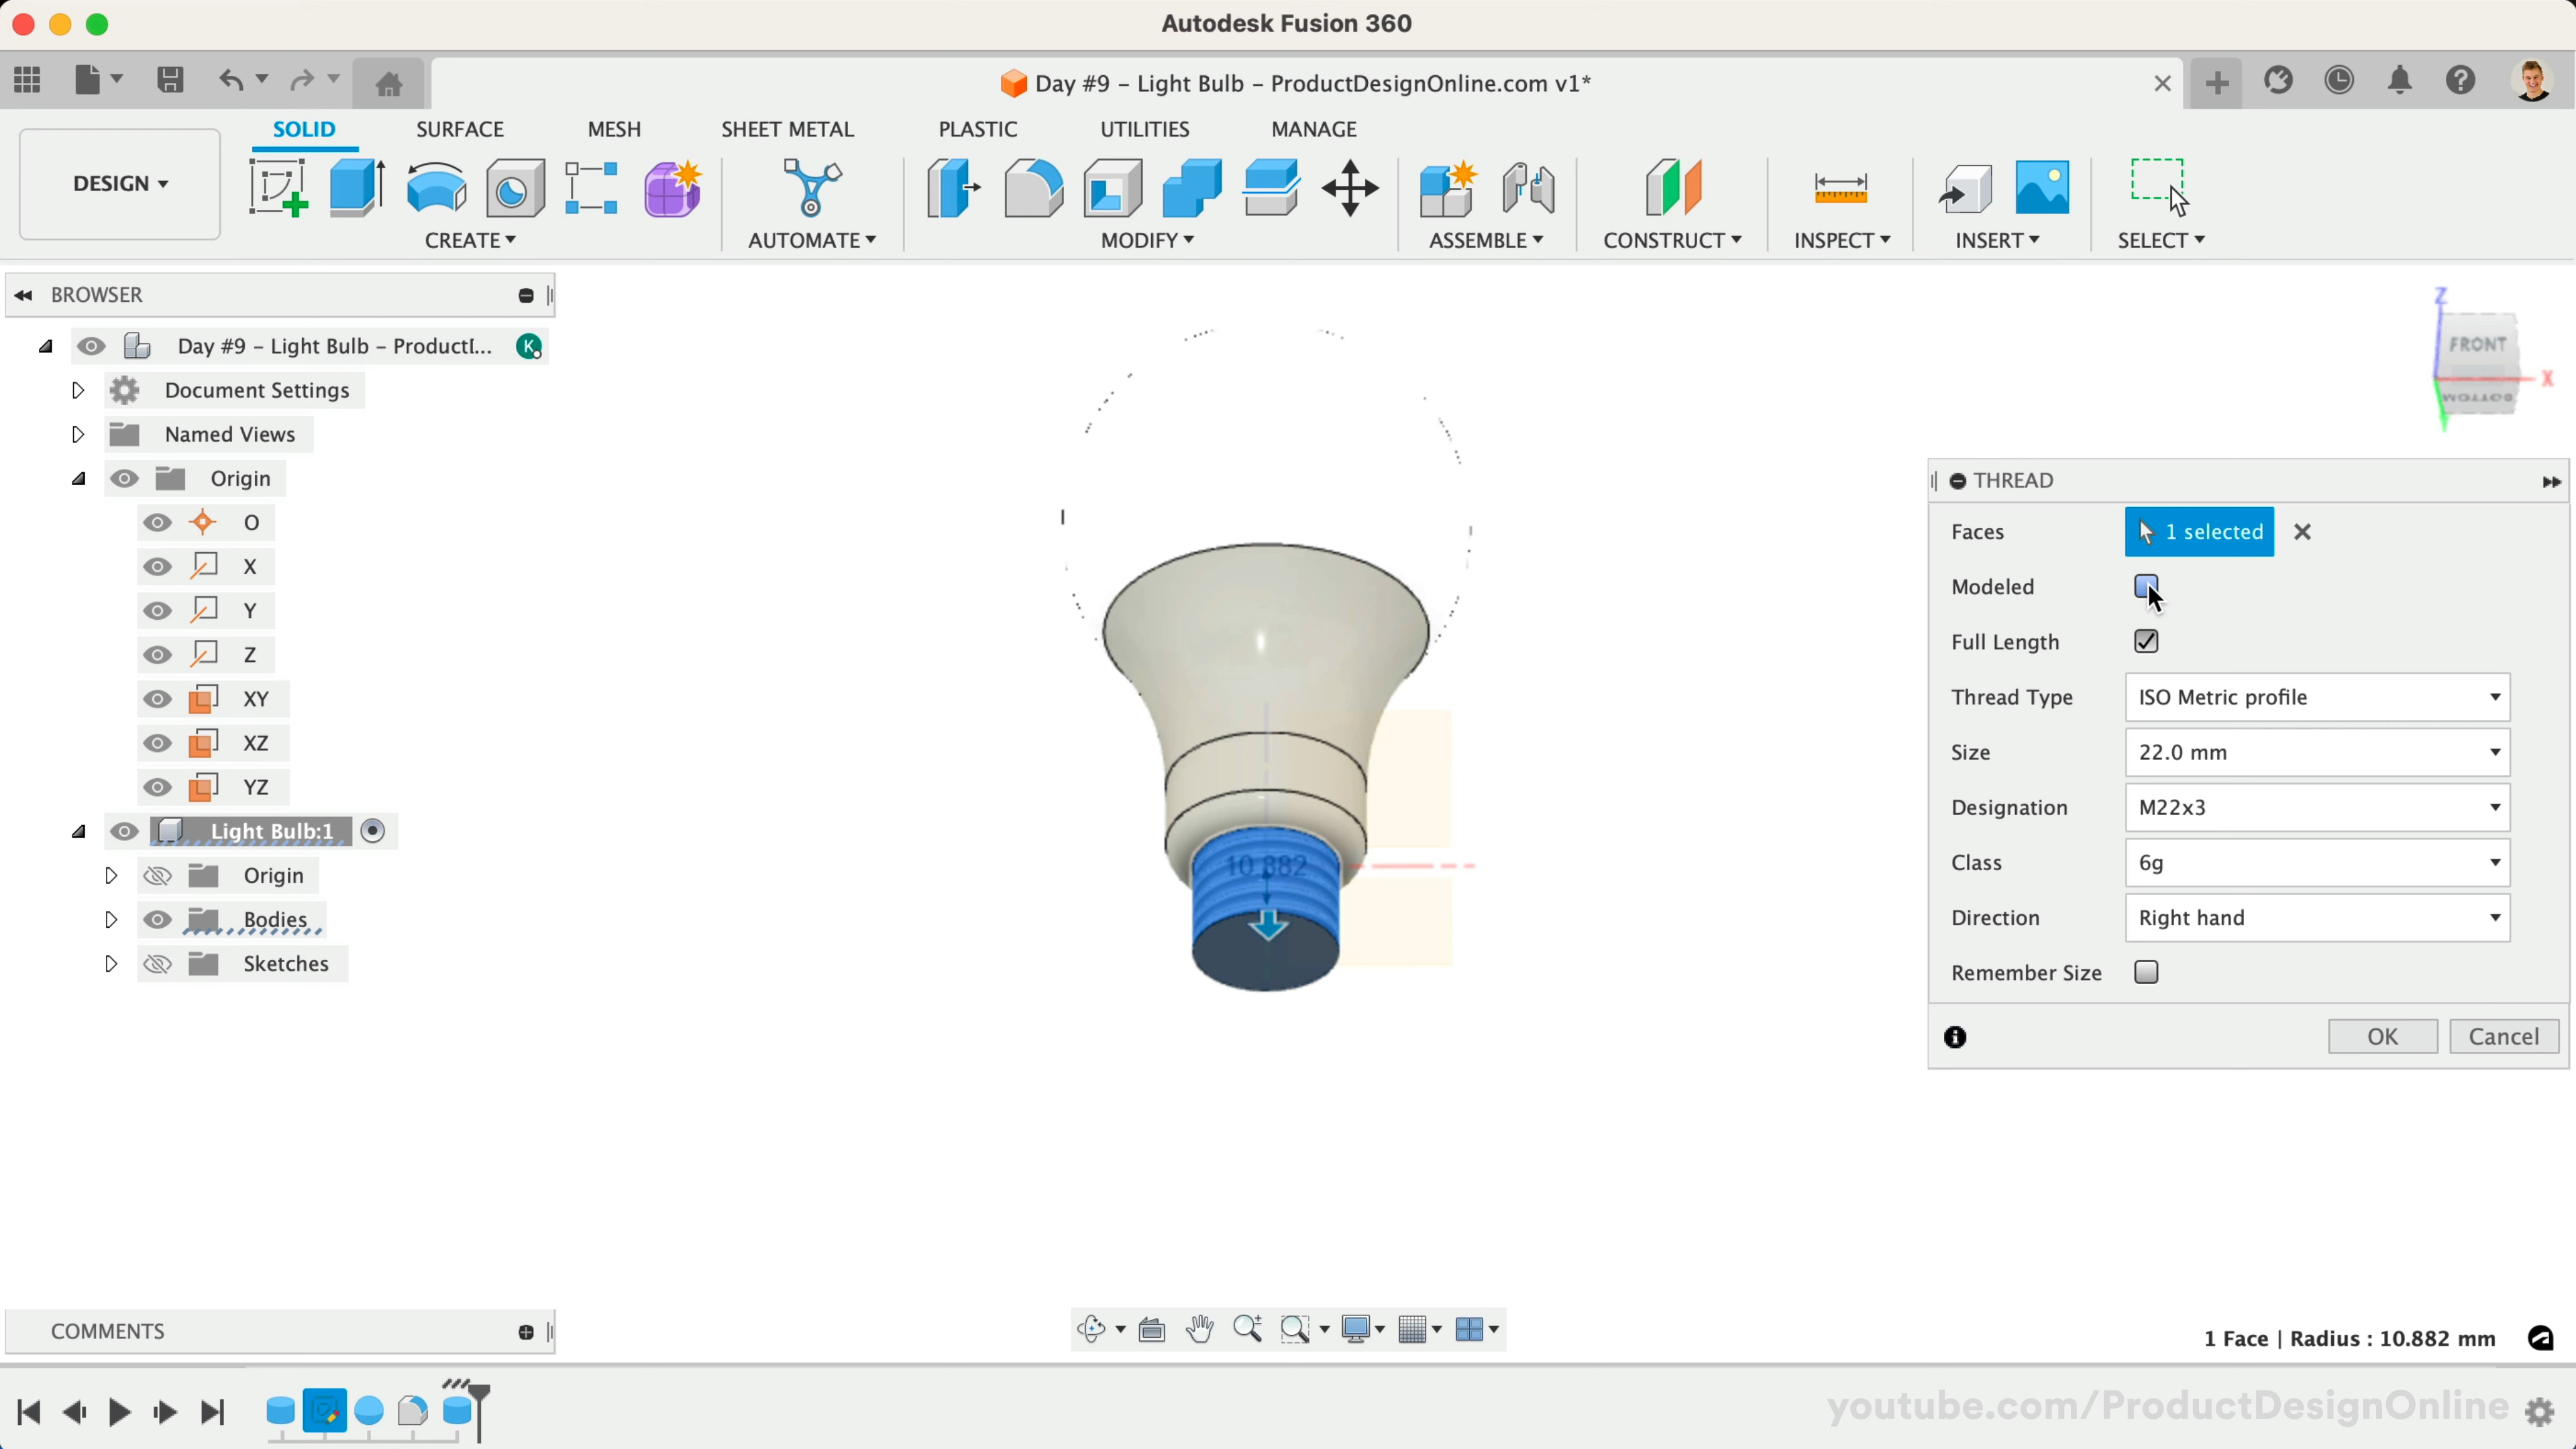 Autodesk Fusion 360
Day #9 – Light Bulb – ProductDesignOnline.com v1*
SOLID SURFACE MESH SHEET METAL PLASTIC UTILITIES MANAGE
DESIGN
CREATE AUTOMATE MODIFY ASSEMBLE CONSTRUCT INSPECT INSERT SELECT
BROWSER
Day #9 – Light Bulb – Product[...
K
Document Settings
Named Views
Origin
O
X
Y
Z
XY
XZ
YZ
Light Bulb:1
Origin
Bodies
Sketches
10.882
Z
FRONT
X
BOTTOM
THREAD
Faces 1 selected
Modeled
Full Length
Thread Type ISO Metric profile
Size 22.0 mm
Designation M22x3
Class 6g
Direction Right hand
Remember Size
OK Cancel
COMMENTS
1 Face | Radius : 10.882 mm
youtube.com/ProductDesignOnline